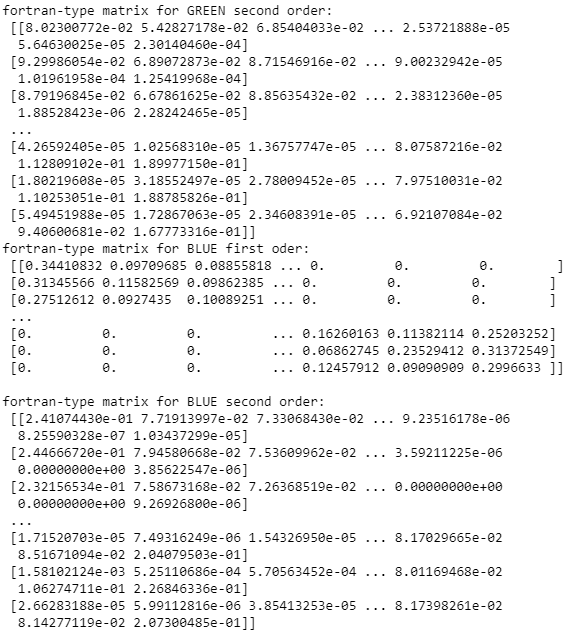 fortran-type matrix for GREEN second order:
[[8.02300772e-02 5.42827178e-02 6.85404033e-02 ... 2.53721888e-05
5.64630025e-05 2.30140460e-04]
[9.29986054e-02 6.89072873e-02 8.71546916e-02 ... 9.00232942e-05
1.01961958e-04 1.25419968e-04]
[8.79196845e-02 6.67861625e-02 8.85635432e-02 ... 2.38312360e-05
1.88528423e-06 2.28242465e-05]
...
[4.26592405e-05 1.02568310e-05 1.36757747e-05 ... 8.07587216e-02
1.12809102e-01 1.89977150e-01]
[1.80219608e-05 3.18552497e-05 2.78009452e-05 ... 7.97510031e-02
1.10253051e-01 1.88785826e-01]
[5.49451988e-05 1.72867063e-05 2.34608391e-05 ... 6.92107084e-02
9.40600681e-02 1.67773316e-01]]
fortran-type matrix for BLUE first oder:
[[0.34410832 0.09709685 0.08855818 ... 0. 0. 0. ]
[0.31345566 0.11582569 0.09862385 ... 0. 0. 0. ]
[0.27512612 0.0927435 0.10089251 ... 0. 0. 0. ]
...
[0. 0. 0. ... 0.16260163 0.11382114 0.25203252]
[0. 0. 0. ... 0.06862745 0.23529412 0.31372549]
[0. 0. 0. ... 0.12457912 0.09090909 0.2996633 ]]
fortran-type matrix for BLUE second order:
[[2.41074430e-01 7.71913997e-02 7.33068430e-02 ... 9.23516178e-06
8.25590328e-07 1.03437299e-05]
[2.44666720e-01 7.94580668e-02 7.53609962e-02 ... 3.59211225e-06
0.00000000e+00 3.85622547e-06]
[2.32156534e-01 7.58673168e-02 7.26368519e-02 ... 0.00000000e+00
0.00000000e+00 9.26926800e-06]
...
[1.71520703e-05 7.49316249e-06 1.54326950e-05 ... 8.17029665e-02
8.51671094e-02 2.04079503e-01]
[1.58102124e-03 5.25110686e-04 5.70563452e-04 ... 8.01169468e-02
1.06274711e-01 2.26846336e-01]
[2.66283188e-05 5.99112816e-06 3.85413253e-05 ... 8.17398261e-02
8.14277119e-02 2.07300485e-01]]